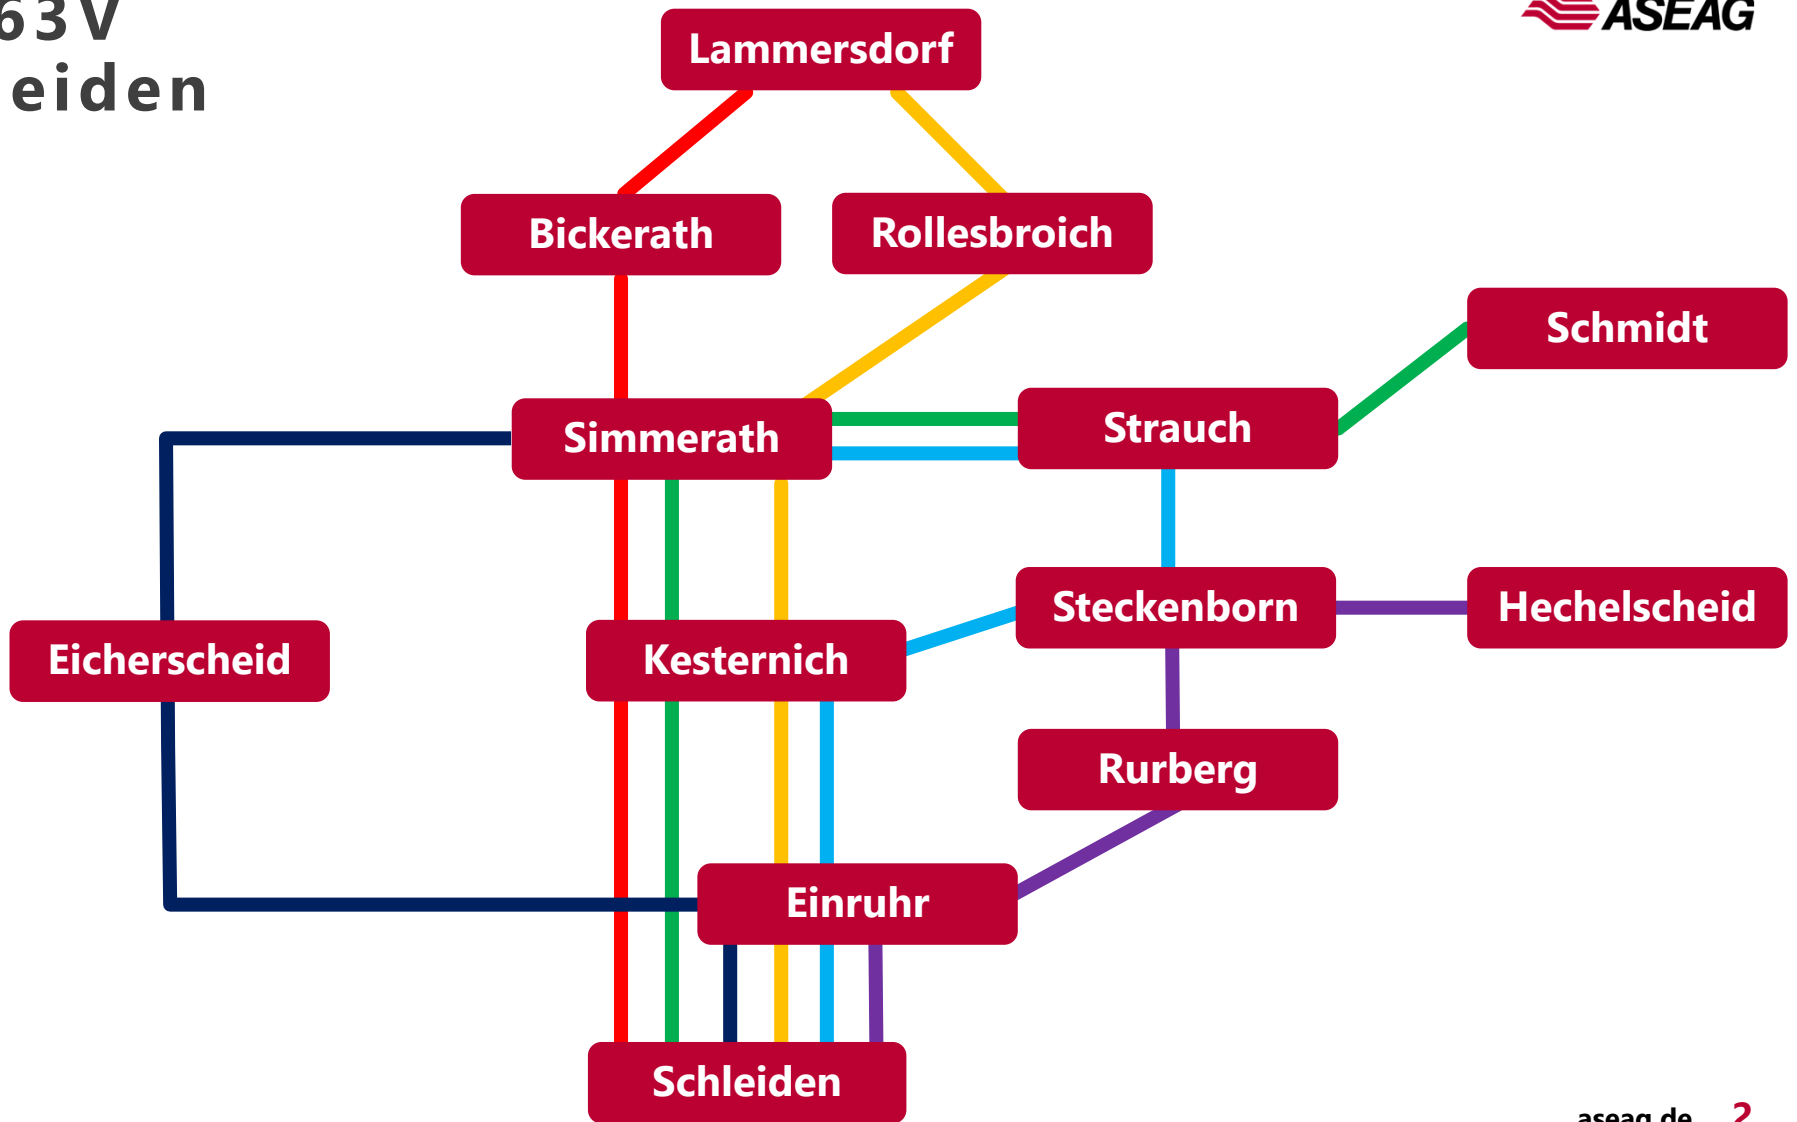 63V
eiden
ASEAG
Lammersdorf
Bickerath
Rollesbroich
Schmidt
Simmerath
Strauch
Steckenborn
Hechelscheid
Eicherscheid
Kesternich
Rurberg
Einruhr
Schleiden
aseag.de 2